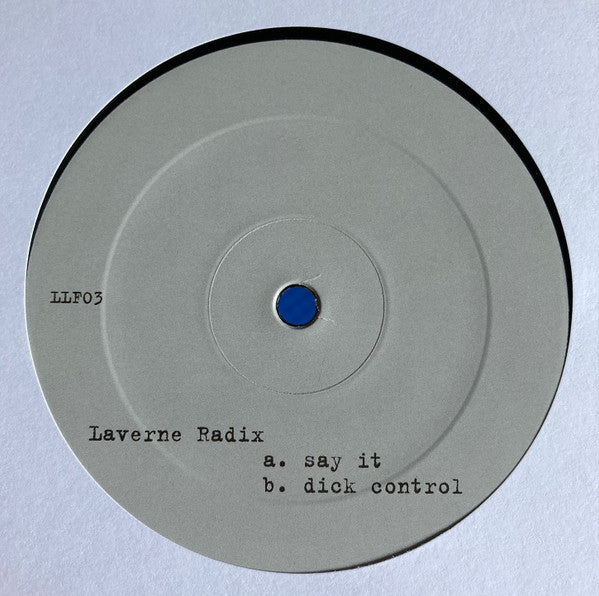 LLF03
Laverne Radix
a. say it
b. dick control